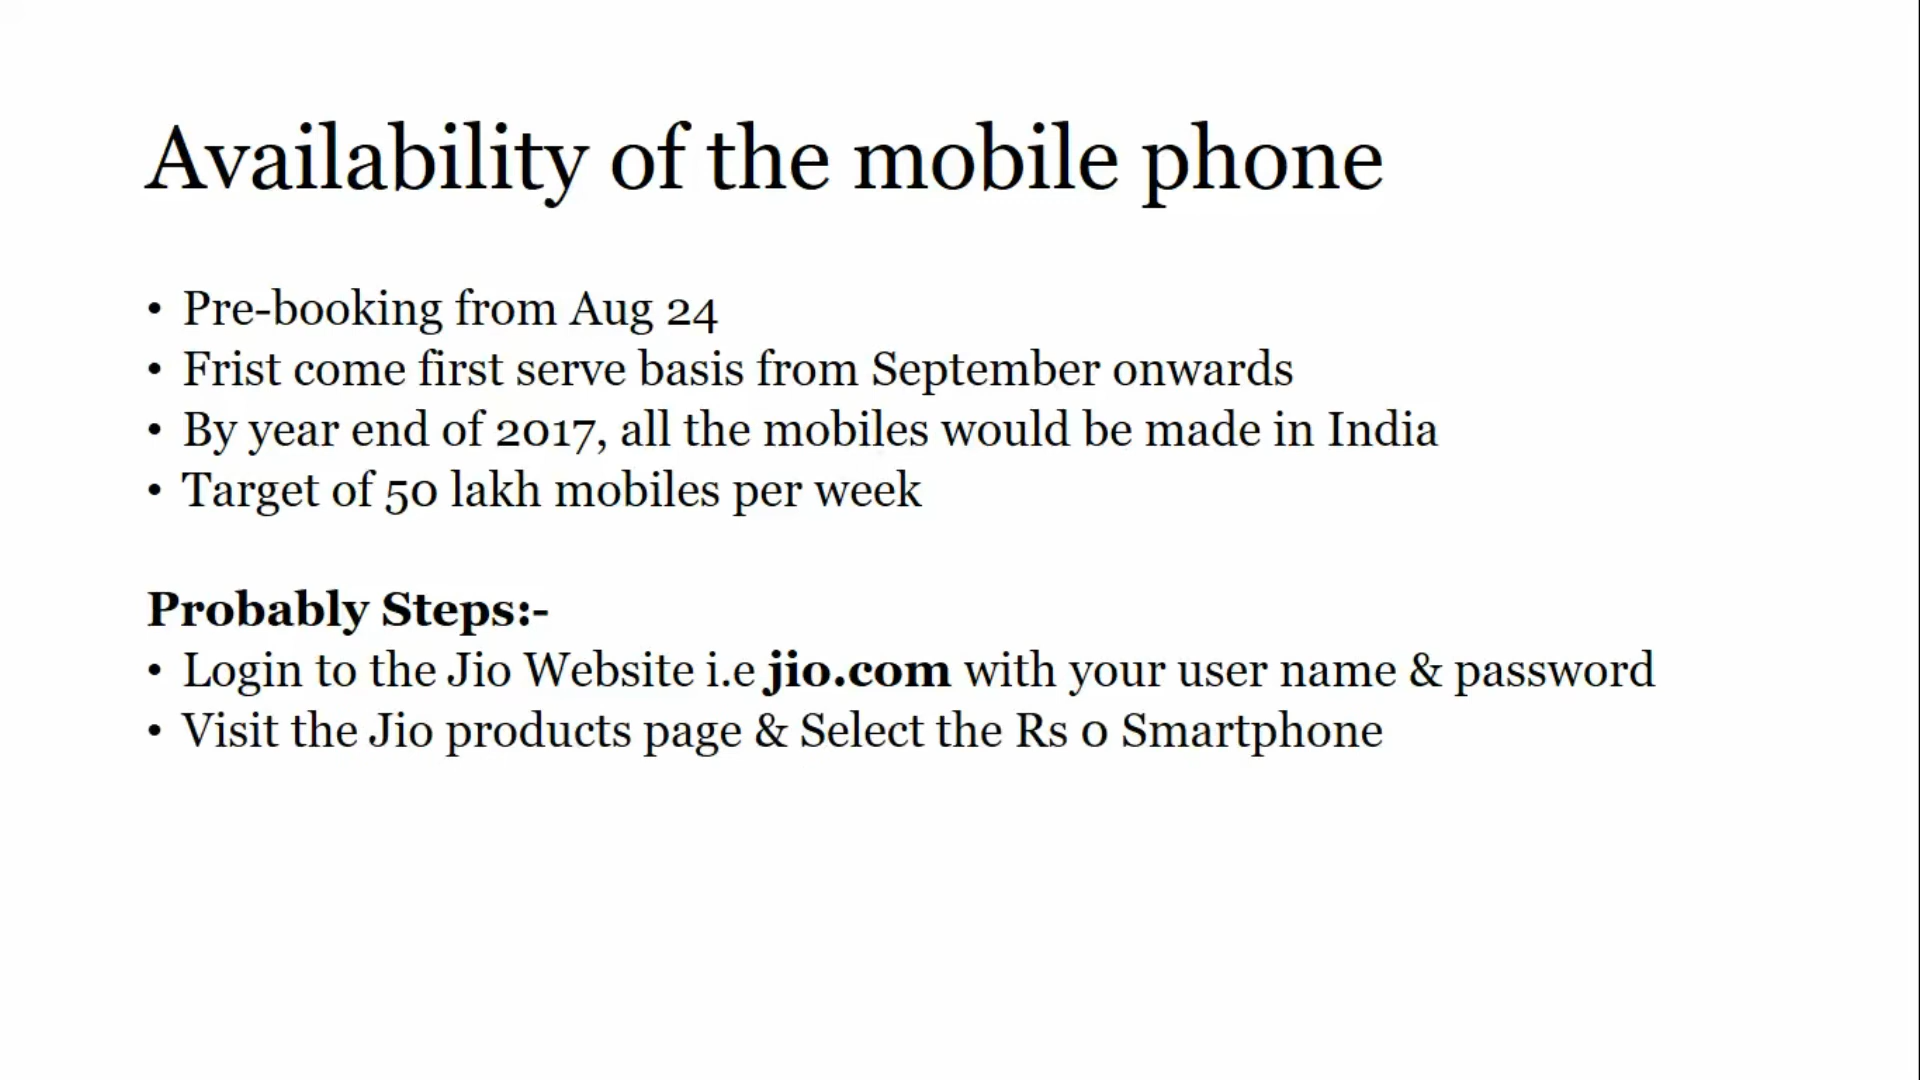 Availability of the mobile phone
• Pre-booking from Aug 24
• Frist come first serve basis from September onwards
• By year end of 2017, all the mobiles would be made in India
• Target of 50 lakh mobiles per week
Probably Steps:-
• Login to the Jio Website i.e jio.com with your user name & password
• Visit the Jio products page & Select the Rs 0 Smartphone